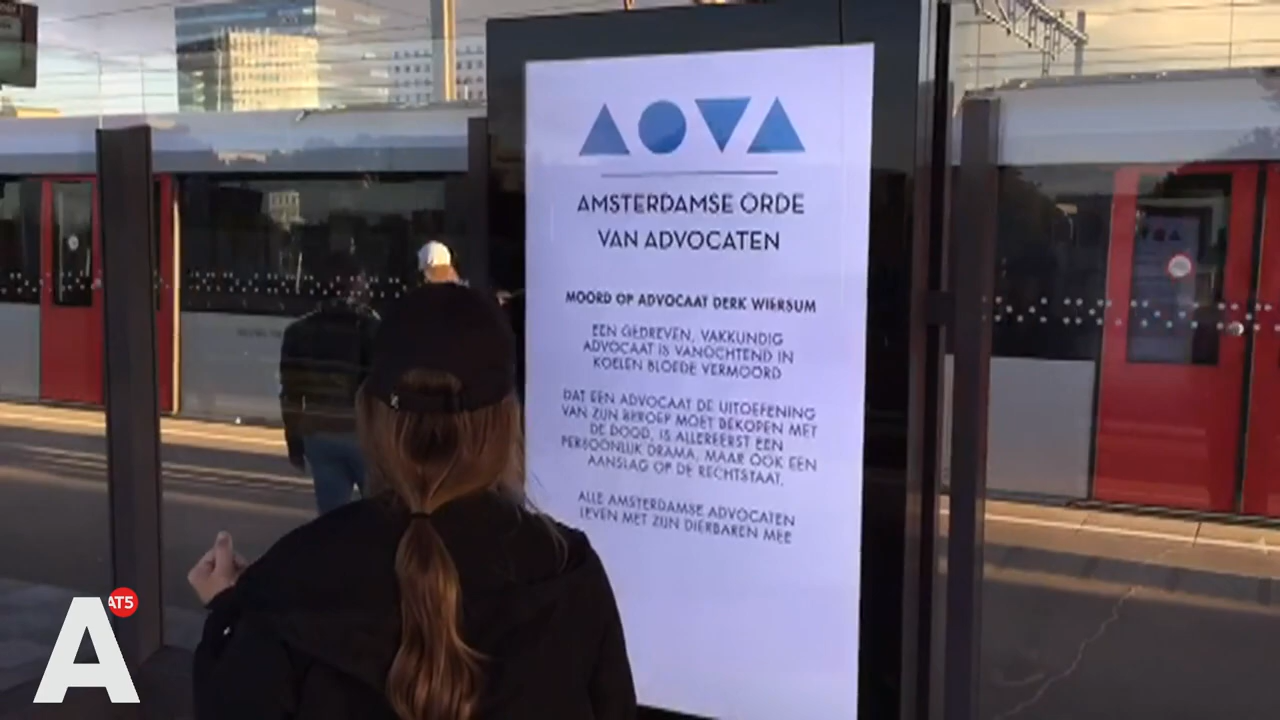 AOVA
AMSTERDAMSE ORDE
VAN ADVOCATEN
MOORD OP ADVOCAAT DERK WIERSUM
EEN GEDREVEN, VAKKUNDIG
ADVOCAAT IS VANOCHTEND IN
KOELEN BLOEDE VERMOORD
DAT EEN ADVOCAAT DE UITOEFENING
VAN ZIJN BEROEP MOET BEKOPEN MET
DE DOOD, IS ALLEREERST EEN
PERSOONLIJK DRAMA, MAAR OOK EEN
AANSLAG OP DE RECHTSTAAT.
ALLE AMSTERDAMSE ADVOCATEN
LEVEN MET ZIJN DIERBAREN MEE
A
AT5